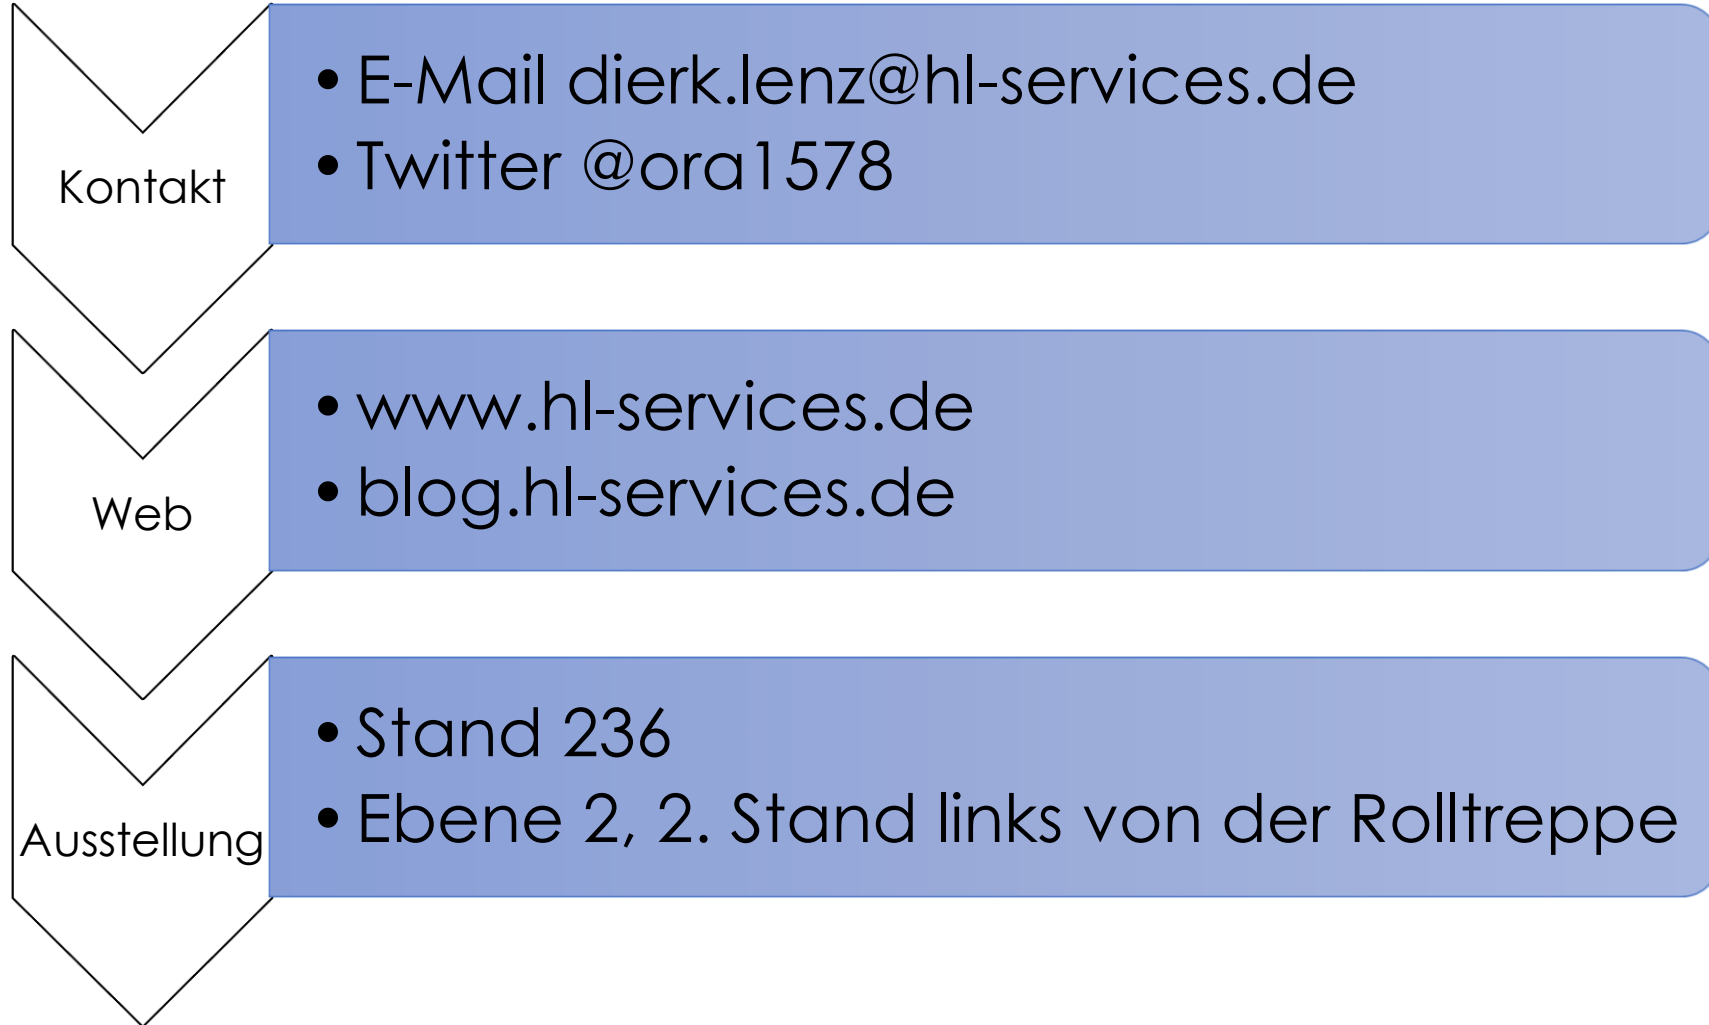 Kontakt
• E-Mail dierk.lenz@hl-services.de
• Twitter @ora1578
Web
• www.hl-services.de
• blog.hl-services.de
Ausstellung
• Stand 236
• Ebene 2, 2. Stand links von der Rolltreppe